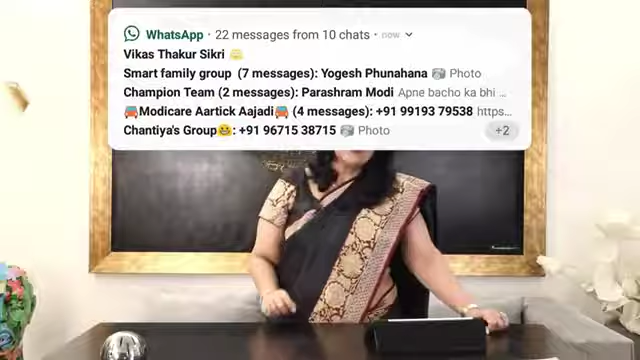 WhatsApp • 22 messages from 10 chats • now
Vikas Thakur Sikri
Smart family group (7 messages): Yogesh Phunahana 📷 Photo
Champion Team (2 messages): Parashram Modi Apne bacho ka bhi ...
🚘Modicare Aartick Aajadi🚘 (4 messages): +91 99193 79538 https...
Chantiya's Group😂: +91 96715 38715 📷 Photo
+2